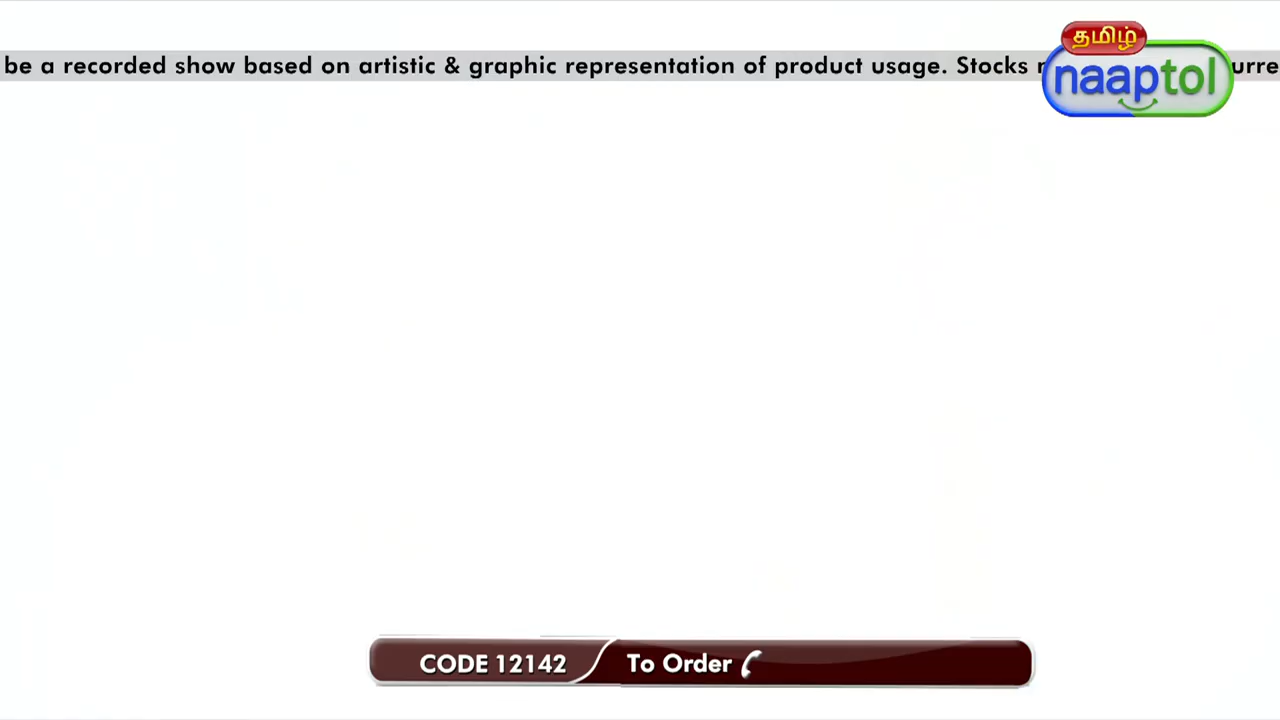 be a recorded show based on artistic & graphic representation of product usage. Stocks
தமிழ்
naaptol
CODE 12142 To Order